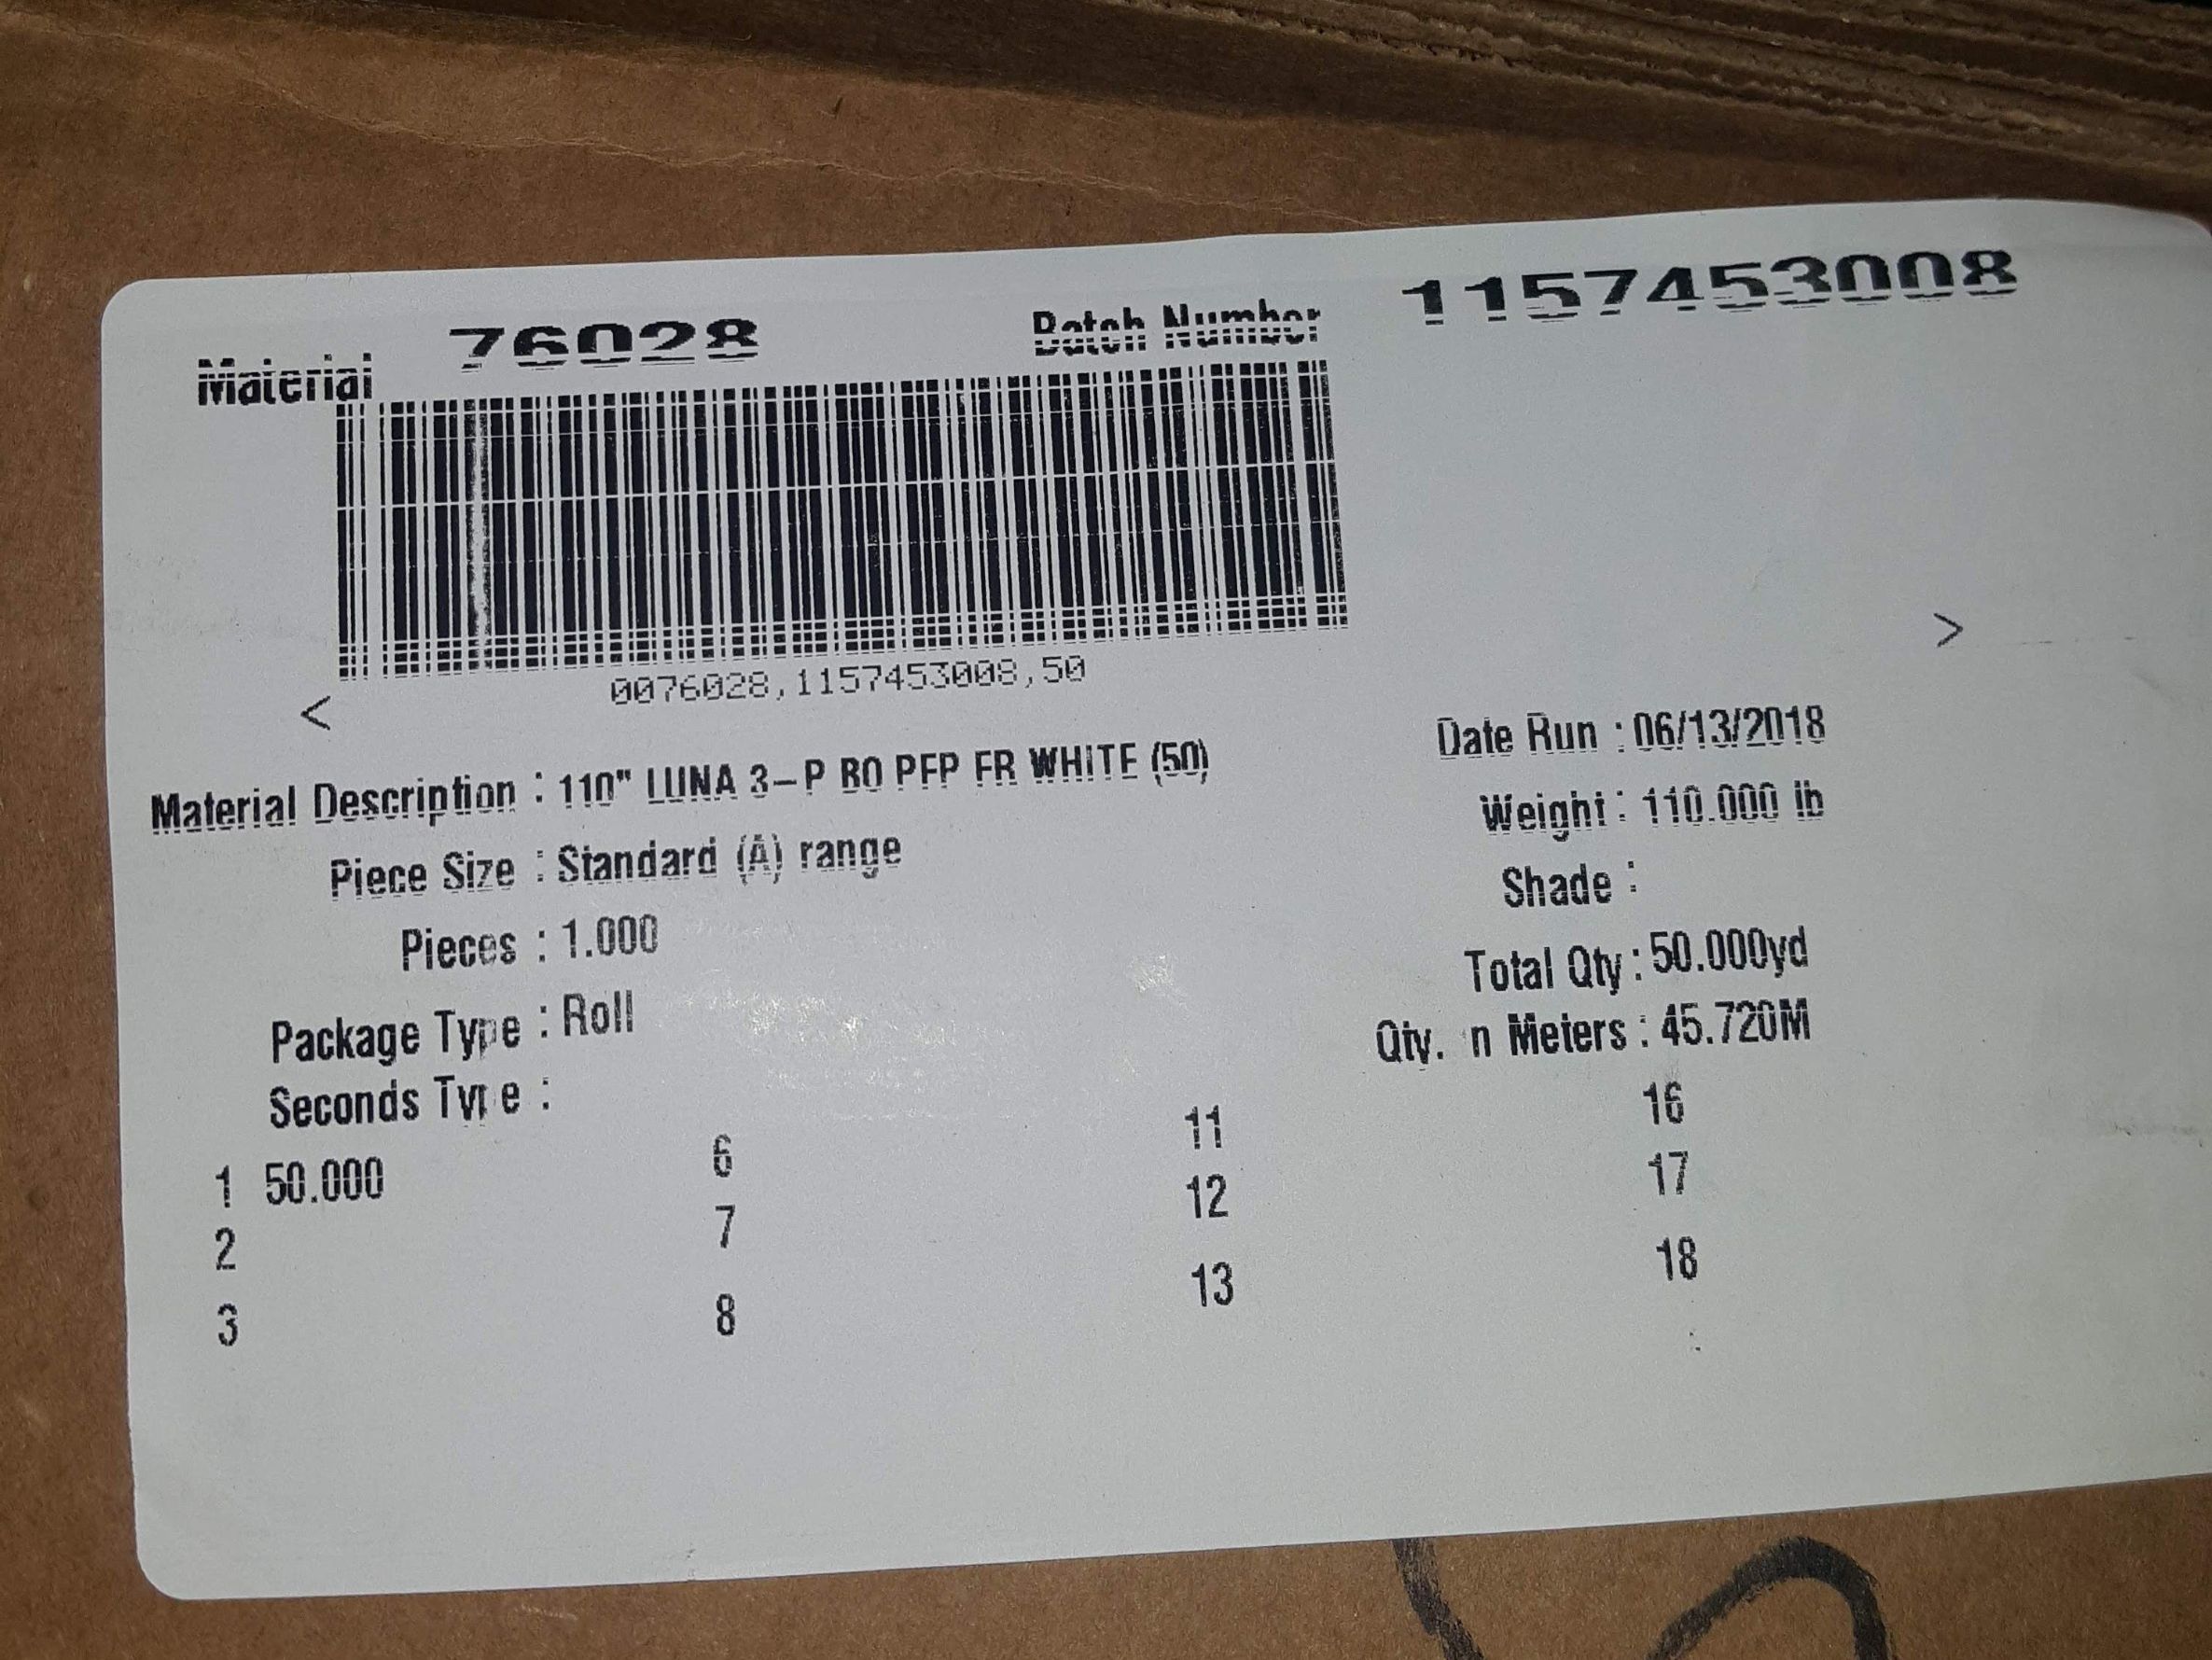 Material 76028 Batch Number 1157453008
0076028,1157453008,50
< >
Material Description : 110" LUNA 3-P BO PFP FR WHITE (50)
Date Run : 06/13/2018
Piece Size : Standard (A) range
Weight : 110.000 lb
Pieces : 1.000
Shade :
Package Type : Roll
Total Qty : 50.000yd
Seconds Type :
Qty. n Meters : 45.720M
1 50.000 6 11 16
2 7 12 17
3 8 13 18